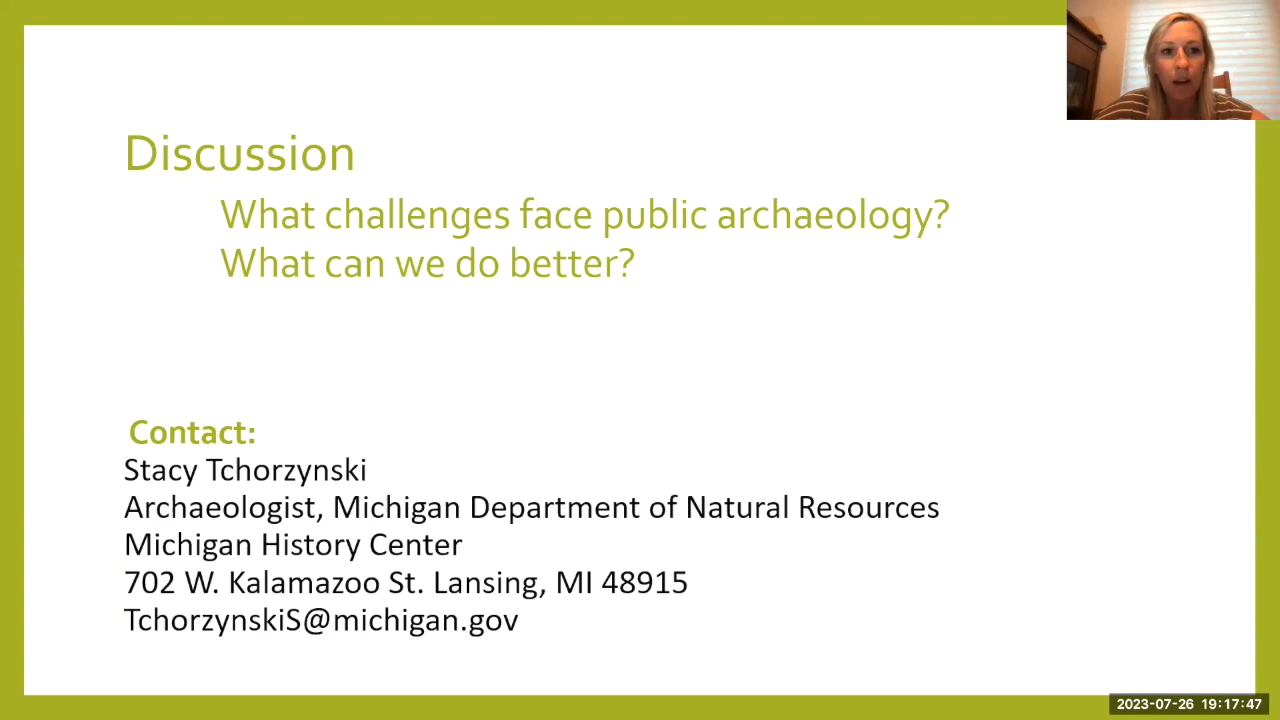 Discussion
What challenges face public archaeology?
What can we do better?
Contact:
Stacy Tchorzynski
Archaeologist, Michigan Department of Natural Resources
Michigan History Center
702 W. Kalamazoo St. Lansing, MI 48915
TchorzynskiS@michigan.gov
2023-07-26 19:17:47